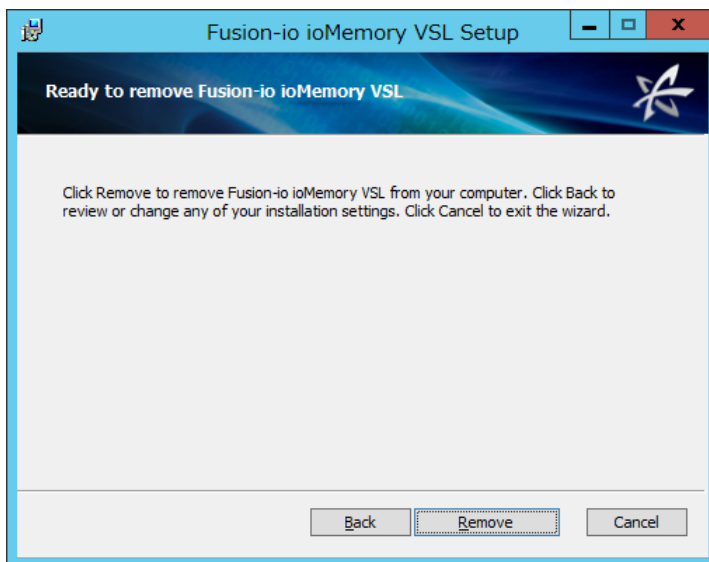 Fusion-io ioMemory VSL Setup
Ready to remove Fusion-io ioMemory VSL
Click Remove to remove Fusion-io ioMemory VSL from your computer. Click Back to
review or change any of your installation settings. Click Cancel to exit the wizard.
Back Remove Cancel